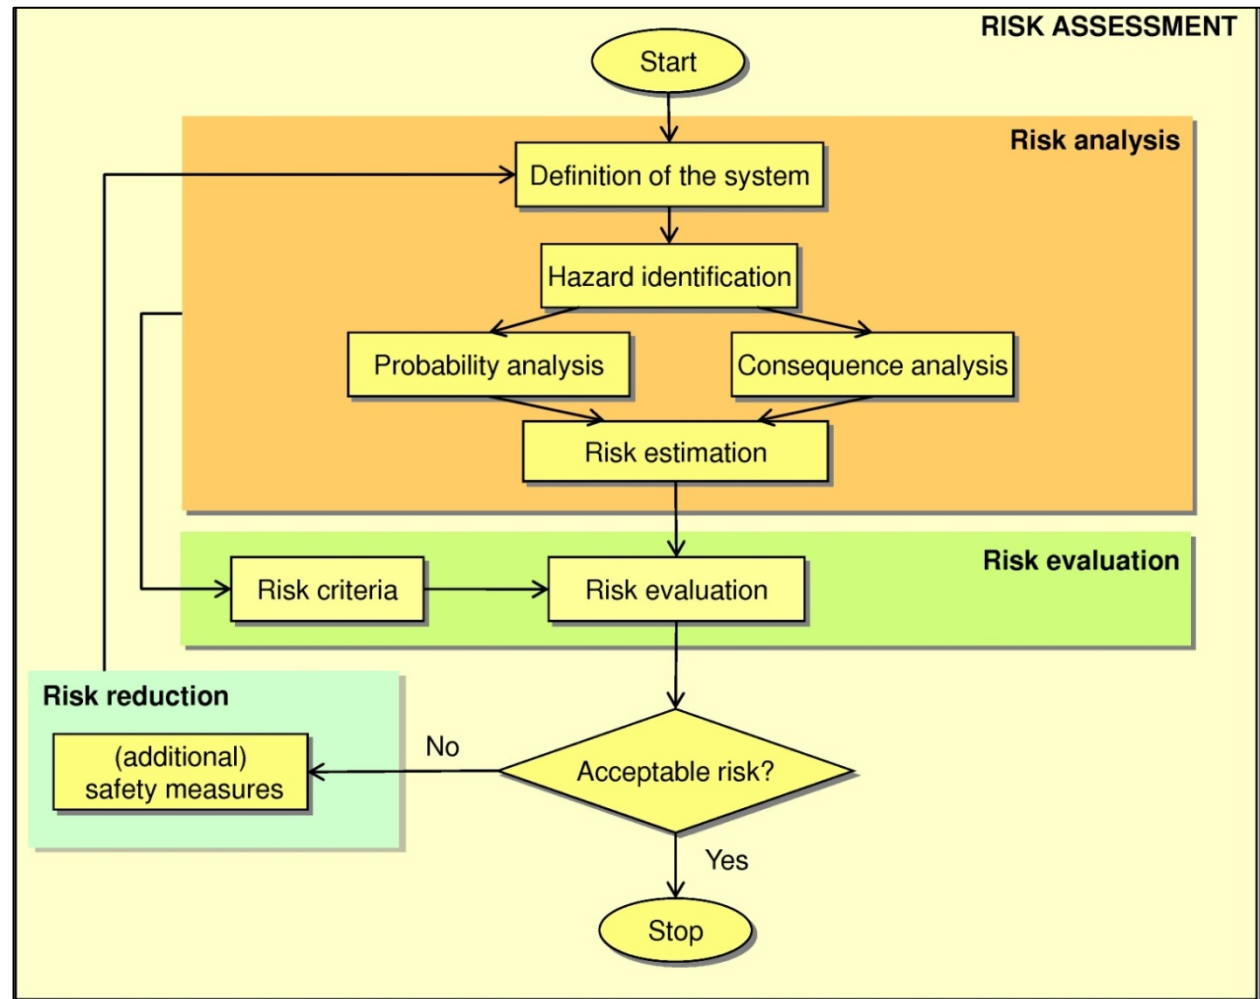 RISK ASSESSMENT
Start
Risk analysis
Definition of the system
Hazard identification
Probability analysis
Consequence analysis
Risk estimation
Risk evaluation
Risk criteria
Risk evaluation
Risk reduction
(additional)
safety measures
No
Acceptable risk?
Yes
Stop